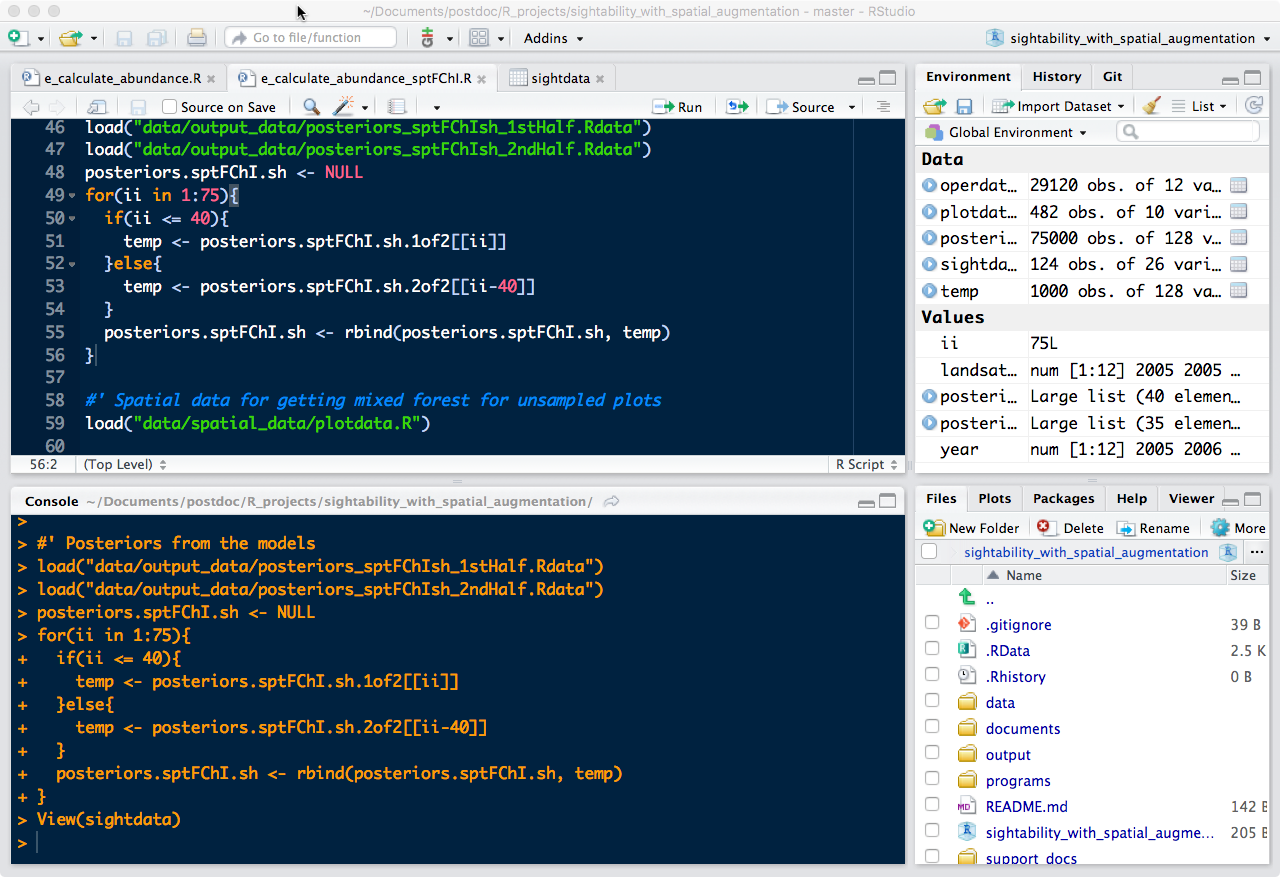 ~/Documents/postdoc/R_projects/sightability_with_spatial_augmentation - master - RStudio
Go to file/function
Addins
sightability_with_spatial_augmentation
e_calculate_abundance.R
e_calculate_abundance_sptFChI.R
sightdata
Source on Save
Run
Source
46 load("data/output_data/posteriors_sptFChIsh_1stHalf.Rdata")
47 load("data/output_data/posteriors_sptFChIsh_2ndHalf.Rdata")
48 posteriors.sptFChI.sh <- NULL
49 for(ii in 1:75){
50 if(ii <= 40){
51 temp <- posteriors.sptFChI.sh.1of2[[ii]]
52 }else{
53 temp <- posteriors.sptFChI.sh.2of2[[ii-40]]
54 }
55 posteriors.sptFChI.sh <- rbind(posteriors.sptFChI.sh, temp)
56 }
57
58 #' Spatial data for getting mixed forest for unsampled plots
59 load("data/spatial_data/plotdata.R")
60
56:2 (Top Level) R Script
Console ~/Documents/postdoc/R_projects/sightability_with_spatial_augmentation/
>
> #' Posteriors from the models
> load("data/output_data/posteriors_sptFChIsh_1stHalf.Rdata")
> load("data/output_data/posteriors_sptFChIsh_2ndHalf.Rdata")
> posteriors.sptFChI.sh <- NULL
> for(ii in 1:75){
+ if(ii <= 40){
+ temp <- posteriors.sptFChI.sh.1of2[[ii]]
+ }else{
+ temp <- posteriors.sptFChI.sh.2of2[[ii-40]]
+ }
+ posteriors.sptFChI.sh <- rbind(posteriors.sptFChI.sh, temp)
+ }
> View(sightdata)
>
Environment History Git
Import Dataset List
Global Environment
Data
operdat… 29120 obs. of 12 va…
plotdat… 482 obs. of 10 vari…
posteri… 75000 obs. of 128 v…
sightda… 124 obs. of 26 vari…
temp 1000 obs. of 128 va…
Values
ii 75L
landsat… num [1:12] 2005 2005 …
posteri… Large list (40 elemen…
posteri… Large list (35 elemen…
year num [1:12] 2005 2006 …
Files Plots Packages Help Viewer
New Folder Delete Rename More
sightability_with_spatial_augmentation ...
Name Size
..
.gitignore 39 B
.RData 2.5 K
.Rhistory 0 B
data
documents
output
programs
README.md 142 B
sightability_with_spatial_augme... 205 B
support_docs